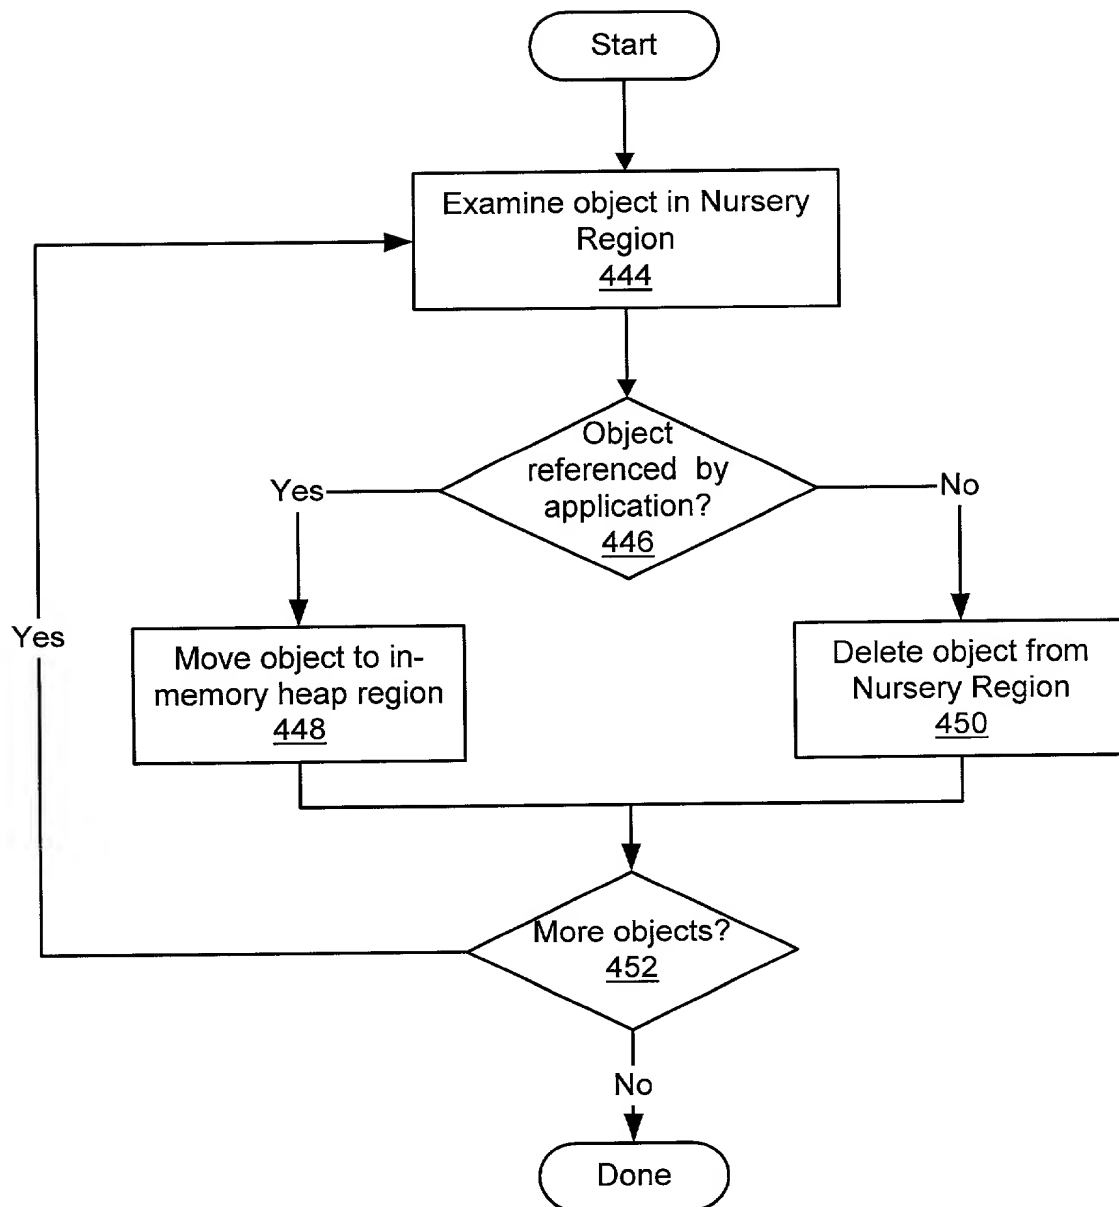 Start
Examine object in Nursery
Region
444
Object
referenced by
application?
446
Yes
No
Yes
Move object to in-
memory heap region
448
Delete object from
Nursery Region
450
More objects?
452
No
Done